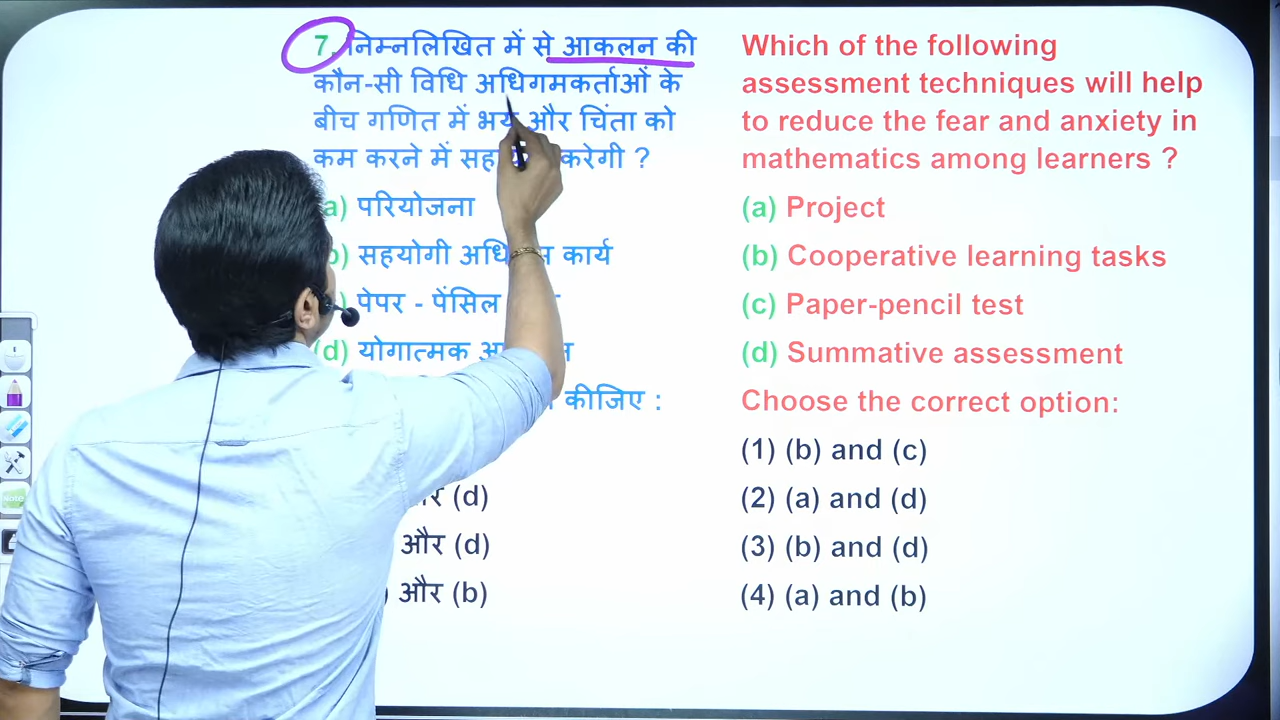 7. निम्नलिखित में से आकलन की
कौन-सी विधि अधिगमकर्ताओं के
बीच गणित में भय और चिंता को
कम करने में करेगी ?
a) परियोजना
सहयोगी कार्य
पेपर - पेंसिल
(d) योगात्मक
कीजिए :
(d)
और (d)
और (b)
Which of the following
assessment techniques will help
to reduce the fear and anxiety in
mathematics among learners ?
(a) Project
(b) Cooperative learning tasks
(c) Paper-pencil test
(d) Summative assessment
Choose the correct option:
(1) (b) and (c)
(2) (a) and (d)
(3) (b) and (d)
(4) (a) and (b)